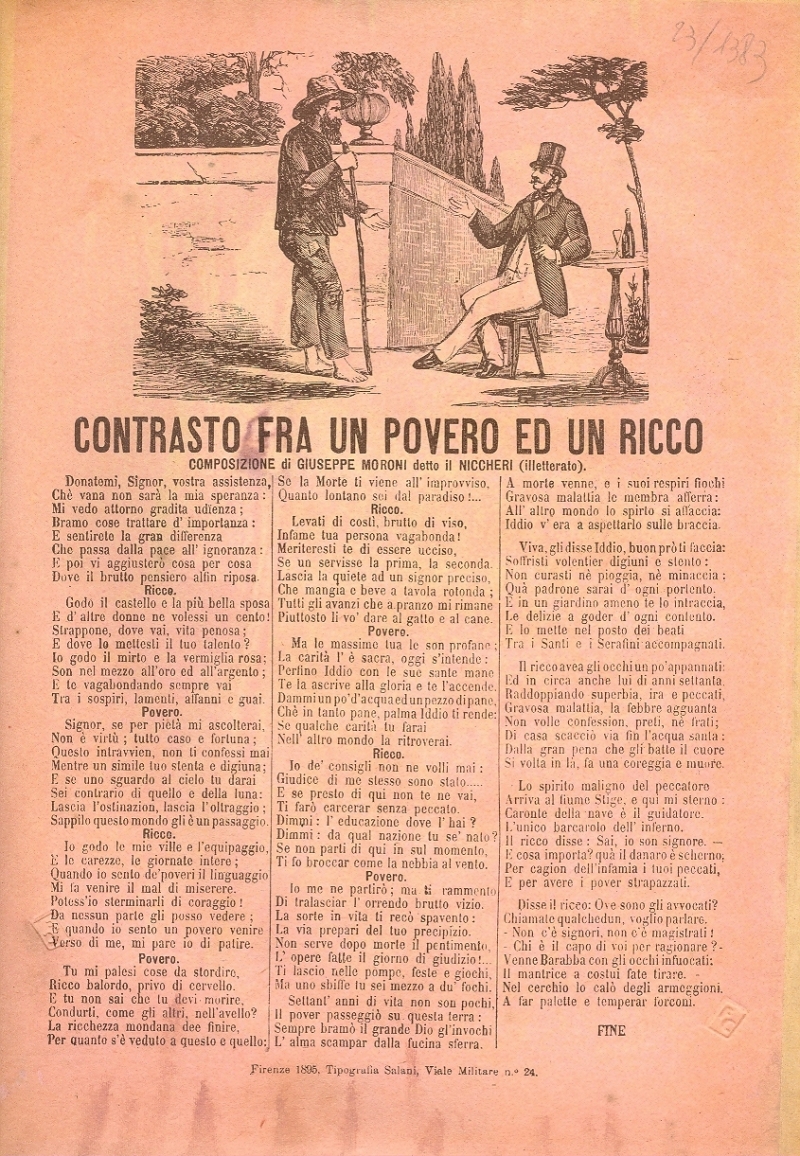 23/1383
CONTRASTO FRA UN POVERO ED UN RICCO
COMPOSIZIONE di GIUSEPPE MORONI detto il NICCHERI (illetterato).
Donatemi, Signor, vostra assistenza,
Chè vana non sarà la mia speranza:
Mi vedo attorno gradita udienza;
Bramo cose trattare d' importanza:
E sentirete la gran differenza
Che passa dalla pace all' ignoranza:
E poi vi aggiusterò cosa per cosa
Dove il brutto pensiero alfin riposa.
Ricco.
Godo il castello e la più bella sposa
E d' altre donne ne volessi un cento!
Strappone, dove vai, vita penosa;
E dove lo mettesti il tuo talento?
Io godo il mirto e la vermiglia rosa;
Son nel mezzo all'oro ed all'argento;
E te vagabondando sempre vai
Tra i sospiri, lamenti, affanni e guai.
Povero.
Signor, se per pietà mi ascolterai,
Non è virtù; tutto caso e fortuna;
Questo intravvien, non ti confessi mai
Mentre un simile tuo stenta e digiuna;
E se uno sguardo al cielo tu darai
Sei contrario di quello e della luna:
Lascia l'ostinazion, lascia l'oltraggio;
Sappilo questo mondo gli è un passaggio.
Ricco.
Io godo le mie ville e l'equipaggio,
E le carezze, le giornate intere;
Quando io sento de'poveri il linguaggio
Mi fa venire il mal di miserere.
Potess'io sterminarli di coraggio!
Da nessun parte gli posso vedere;
E quando io sento un povero venire
Verso di me, mi pare io di patire.
Povero.
Tu mi palesi cose da stordire,
Ricco balordo, privo di cervello.
E tu non sai che tu devi morire,
Condurti, come gli altri, nell'avello?
La ricchezza mondana dee finire,
Per quanto s'è veduto a questo e quello:
Se la Morte ti viene all' improvviso,
Quanto lontano sei dal paradiso!...
Ricco.
Levati di costì, brutto di viso,
Infame tua persona vagabonda!
Meriteresti te di essere ucciso,
Se un servisse la prima, la seconda.
Lascia la quiete ad un signor preciso,
Che mangia e beve a tavola rotonda;
Tutti gli avanzi che a pranzo mi rimane
Piuttosto li vo' dare al gatto e al cane.
Povero.
Ma le massime tua le son profane;
La carità l' è sacra, oggi s'intende:
Perfino Iddio con le sue sante mane
Te la ascrive alla gloria e te l'accende.
Dammi un po'd'acqua ed un pezzo di pane,
Chè in tanto pane, palma Iddio ti rende:
Se qualche carità tu farai
Nell' altro mondo la ritroverai.
Ricco.
Io de' consigli non ne volli mai:
Giudice di me stesso sono stato.....
E se presto di qui non te ne vai,
Ti farò carcerar senza peccato.
Dimmi: l' educazione dove l' hai?
Dimmi: da qual nazione tu se' nato?
Se non parti di qui in sul momento,
Ti fo broccar come la nebbia al vento.
Povero.
Io me ne partirò; ma ti rammento
Di tralasciar l' orrendo brutto vizio.
La sorte in vita ti recò spavento:
La via prepari del tuo precipizio.
Non serve dopo morte il pentimento,
L' opere fatte il giorno di giudizio!...
Ti lascio nelle pompe, feste e giochi,
Ma uno sbiffe tu sei mezzo a du' fochi.
Settant' anni di vita non son pochi,
Il pover passeggiò su questa terra:
Sempre bramò il grande Dio gl'invochi
L' alma scampar dalla fucina sferra.
A morte venne, e i suoi respiri fiochi
Gravosa malattia le membra afferra:
All' altro mondo lo spirto si affaccia:
Iddio v' era a aspettarlo sulle braccia.
Viva, gli disse Iddio, buon prò ti faccia:
Soffristi volentier digiuni e stento:
Non curasti nè pioggia, nè minaccia:
Quà padrone sarai d' ogni portento.
E in un giardino ameno te lo intraccia,
Le delizie a goder d' ogni contento.
E lo mette nel posto dei beati
Tra i Santi e i Serafini accompagnati.
Il ricco avea gli occhi un po'appannati:
Ed in circa anche lui di anni settanta.
Raddoppiando superbia, ira e peccati,
Gravosa malattia, la febbre agguanta
Non volle confession, preti, nè frati;
Di casa scacciò via fin l'acqua santa:
Dalla gran pena che gli batte il cuore
Si volta in là, fa una coreggia e muore.
Lo spirito maligno del peccatore
Arriva al fiume Stige, e qui mi sterno:
Caronte della nave è il guidatore.
L'unico barcarolo dell' inferno.
Il ricco disse: Sai, io son signore. —
E cosa importa? quà il danaro è scherno;
Per cagion dell'infamia i tuoi peccati,
E per avere i pover strapazzati.
Disse il ricco: Ove sono gli avvocati?
Chiamate qualchedun, voglio parlare.
- Non c'è signori, non c'è magistrati!
- Chi è il capo di voi per ragionare? -
Venne Barabba con gli occhi infuocati:
Il mantrice a costui fate tirare. -
Nel cerchio lo calò degli armeggioni,
A far palette e temperar forconi.
FINE
Firenze 1895, Tipografia Salani, Viale Militare n.º 24.